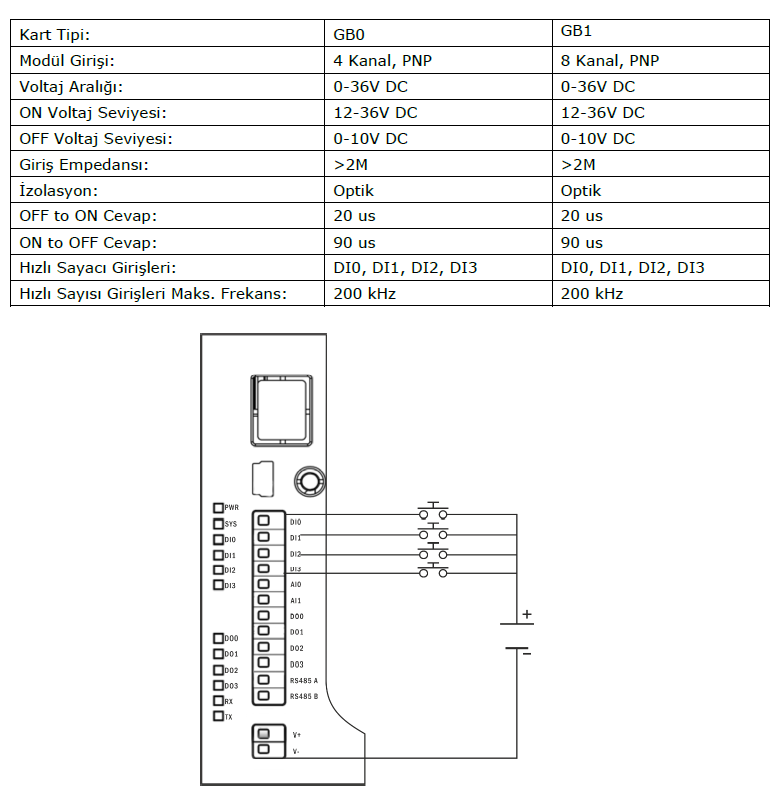 Kart Tipi: GB0 GB1
Modül Girişi: 4 Kanal, PNP 8 Kanal, PNP
Voltaj Aralığı: 0-36V DC 0-36V DC
ON Voltaj Seviyesi: 12-36V DC 12-36V DC
OFF Voltaj Seviyesi: 0-10V DC 0-10V DC
Giriş Empedansı: >2M >2M
İzolasyon: Optik Optik
OFF to ON Cevap: 20 us 20 us
ON to OFF Cevap: 90 us 90 us
Hızlı Sayacı Girişleri: DI0, DI1, DI2, DI3 DI0, DI1, DI2, DI3
Hızlı Sayısı Girişleri Maks. Frekans: 200 kHz 200 kHz
PWR
SYS
DI0
DI1
DI2
DI3
DO0
DO1
DO2
DO3
RX
TX
DI0
DI1
DI2
DI3
AI0
AI1
DO0
DO1
DO2
DO3
RS485 A
RS485 B
V+
V-
+
-